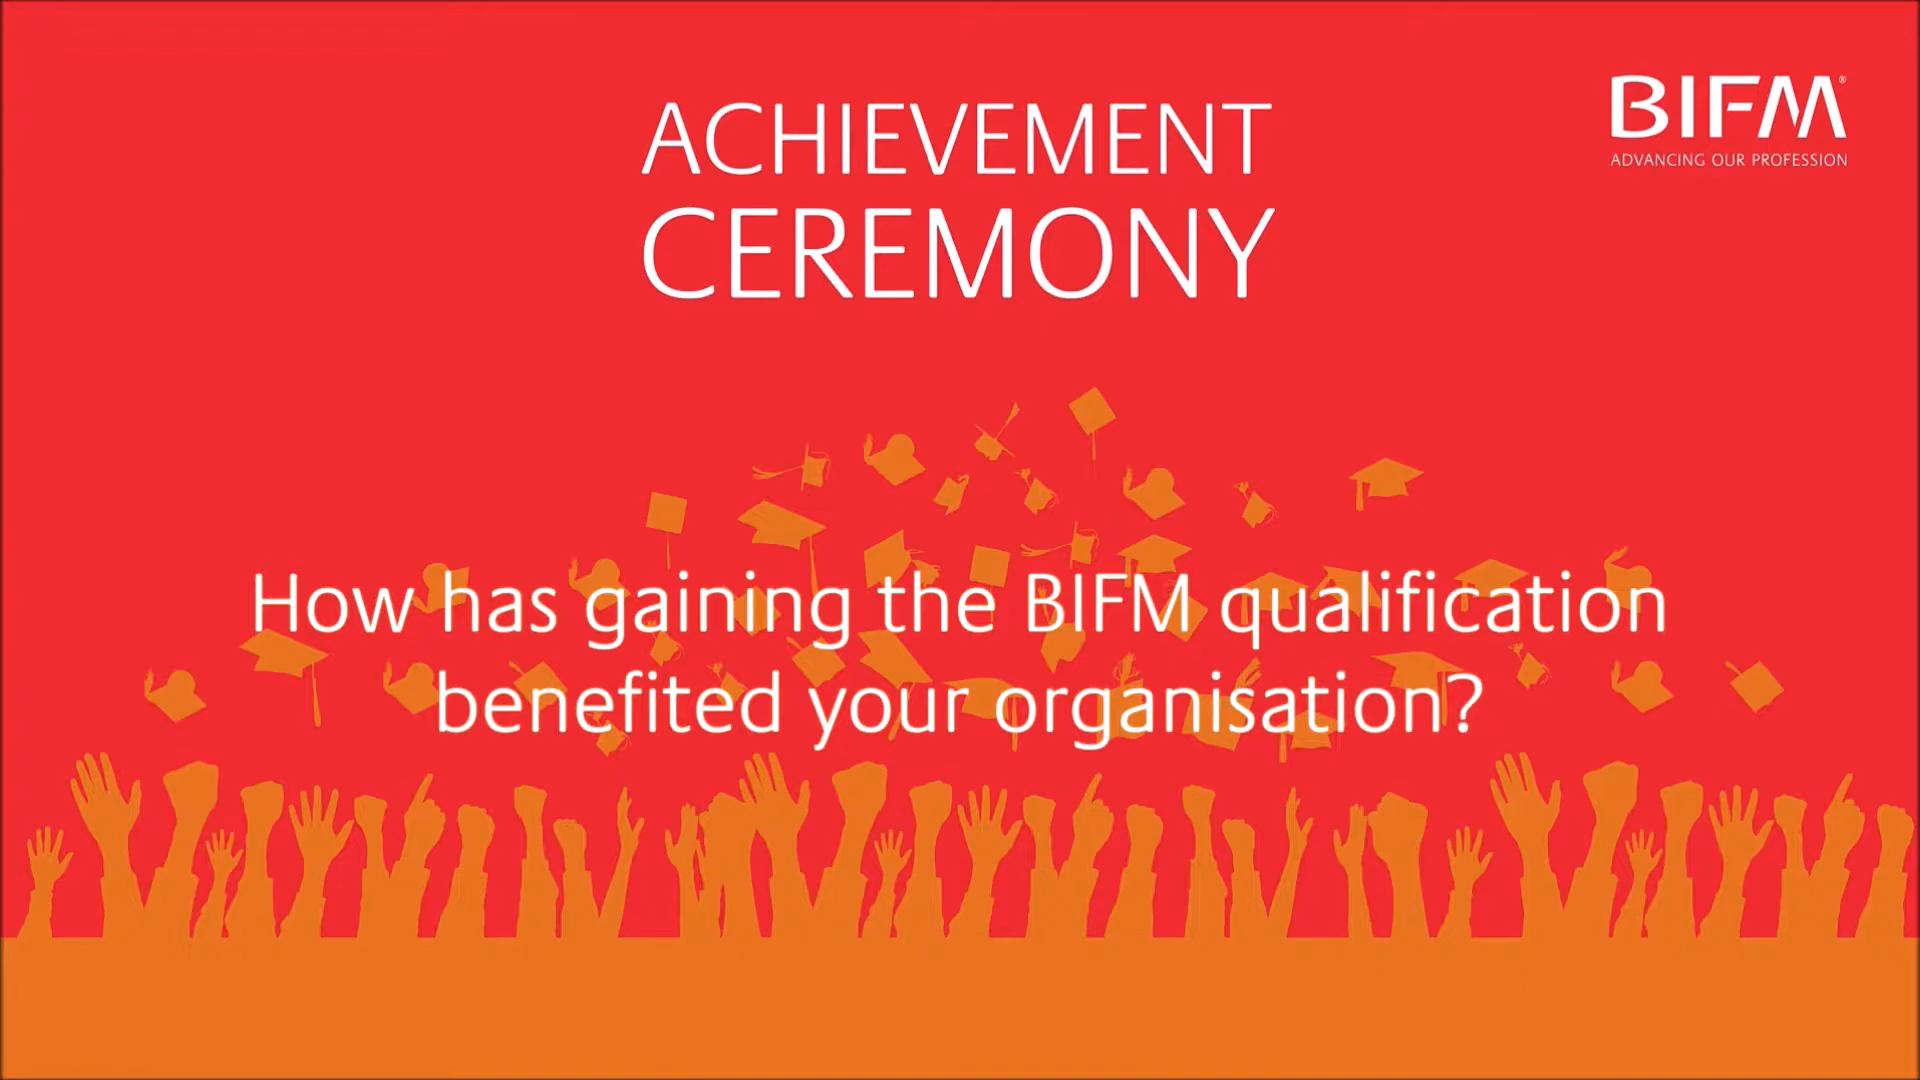 ACHIEVEMENT
CEREMONY
BIFM®
ADVANCING OUR PROFESSION
How has gaining the BIFM qualification
benefited your organisation?